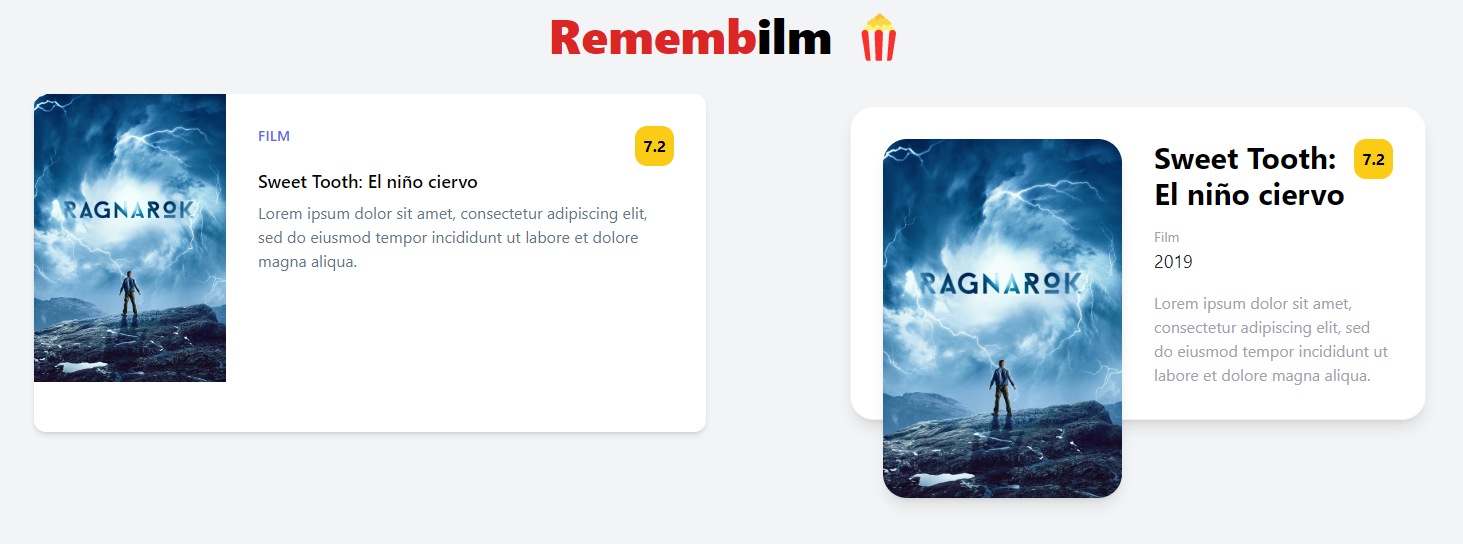 Remembilm
RAGNAROK
FILM
7.2
Sweet Tooth: El niño ciervo
Lorem ipsum dolor sit amet, consectetur adipiscing elit,
sed do eiusmod tempor incididunt ut labore et dolore
magna aliqua.
RAGNAROK
Sweet Tooth:
El niño ciervo
7.2
Film
2019
Lorem ipsum dolor sit amet,
consectetur adipiscing elit, sed
do eiusmod tempor incididunt ut
labore et dolore magna aliqua.